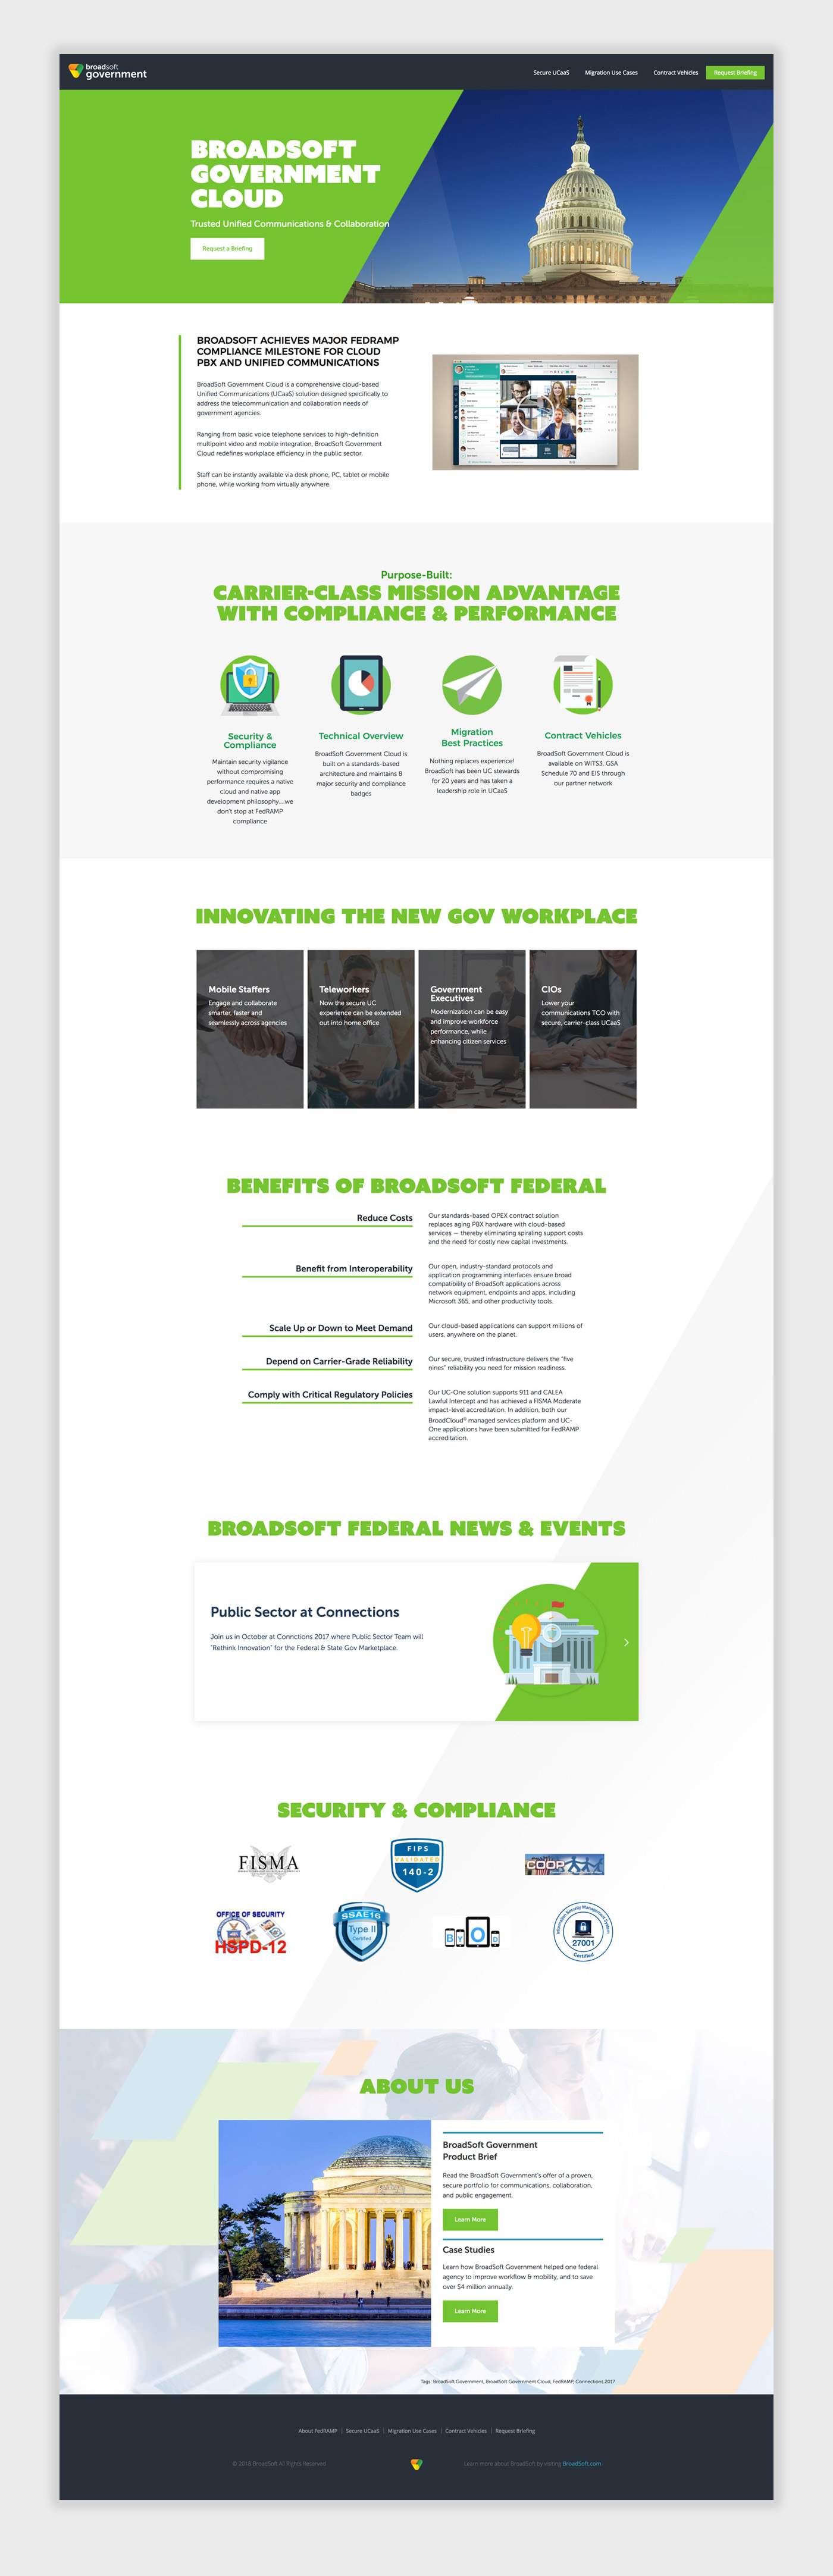 broadsoft
government
Secure UCaaS
Migration Use Cases
Contract Vehicles
Request Briefing
BROADSOFT
GOVERNMENT
CLOUD
Trusted Unified Communications & Collaboration
Request a Briefing
BROADSOFT ACHIEVES MAJOR FEDRAMP
COMPLIANCE MILESTONE FOR CLOUD
PBX AND UNIFIED COMMUNICATIONS
BroadSoft Government Cloud is a comprehensive cloud-based
Unified Communications (UCaaS) solution designed specifically to
address the telecommunication and collaboration needs of
government agencies.
Ranging from basic voice telephone services to high-definition
multipoint video and mobile integration, BroadSoft Government
Cloud redefines workplace efficiency in the public sector.
Staff can be instantly available via desk phone, PC, tablet or mobile
phone, while working from virtually anywhere.
Purpose-Built:
CARRIER-CLASS MISSION ADVANTAGE
WITH COMPLIANCE & PERFORMANCE
Security &
Compliance
Maintain security vigilance
without compromising
performance requires a native
cloud and native app
development philosophy...we
don't stop at FedRAMP
compliance
Technical Overview
BroadSoft Government Cloud is
built on a standards-based
architecture and maintains 8
major security and compliance
badges
Migration
Best Practices
Nothing replaces experience!
BroadSoft has been UC stewards
for 20 years and has taken a
leadership role in UCaaS
Contract Vehicles
BroadSoft Government Cloud is
available on WITS3, GSA
Schedule 70 and EIS through
our partner network
INNOVATING THE NEW GOV WORKPLACE
Mobile Staffers
Engage and collaborate
smarter, faster and
seamlessly across agencies
Teleworkers
Now the secure UC
experience can be extended
out into home office
Government
Executives
Modernization can be easy
and improve workforce
performance, while
enhancing citizen services
CIOs
Lower your
communications TCO with
secure, carrier-class UCaaS
BENEFITS OF BROADSOFT FEDERAL
Reduce Costs
Our standards-based OPEX contract solution
replaces aging PBX hardware with cloud-based
services — thereby eliminating spiraling support costs
and the need for costly new capital investments.
Benefit from Interoperability
Our open, industry-standard protocols and
application programming interfaces ensure broad
compatibility of BroadSoft applications across
network equipment, endpoints and apps, including
Microsoft 365, and other productivity tools.
Scale Up or Down to Meet Demand
Our cloud-based applications can support millions of
users, anywhere on the planet.
Depend on Carrier-Grade Reliability
Our secure, trusted infrastructure delivers the "five
nines" reliability you need for mission readiness.
Comply with Critical Regulatory Policies
Our UC-One solution supports 911 and CALEA
Lawful Intercept and has achieved a FISMA Moderate
impact-level accreditation. In addition, both our
BroadCloud® managed services platform and UC-
One applications have been submitted for FedRAMP
accreditation.
BROADSOFT FEDERAL NEWS & EVENTS
Public Sector at Connections
Join us in October at Connctions 2017 where Public Sector Team will
"Rethink Innovation" for the Federal & State Gov Marketplace.
SECURITY & COMPLIANCE
FISMA
FIPS
VALIDATED
140-2
COOP
OFFICE OF SECURITY
HSPD-12
SSAE16
Type II
Certified
BYOD
Information Security Management System
27001
Certified
ABOUT US
BroadSoft Government
Product Brief
Read the BroadSoft Government's offer of a proven,
secure portfolio for communications, collaboration,
and public engagement.
Learn More
Case Studies
Learn how BroadSoft Government helped one federal
agency to improve workflow & mobility, and to save
over $4 million annually.
Learn More
Tags: BroadSoft Government, BroadSoft Government Cloud, FedRAMP, Connections 2017
About FedRAMP | Secure UCaaS | Migration Use Cases | Contract Vehicles | Request Briefing
© 2018 BroadSoft All Rights Reserved
Learn more about BroadSoft by visiting BroadSoft.com